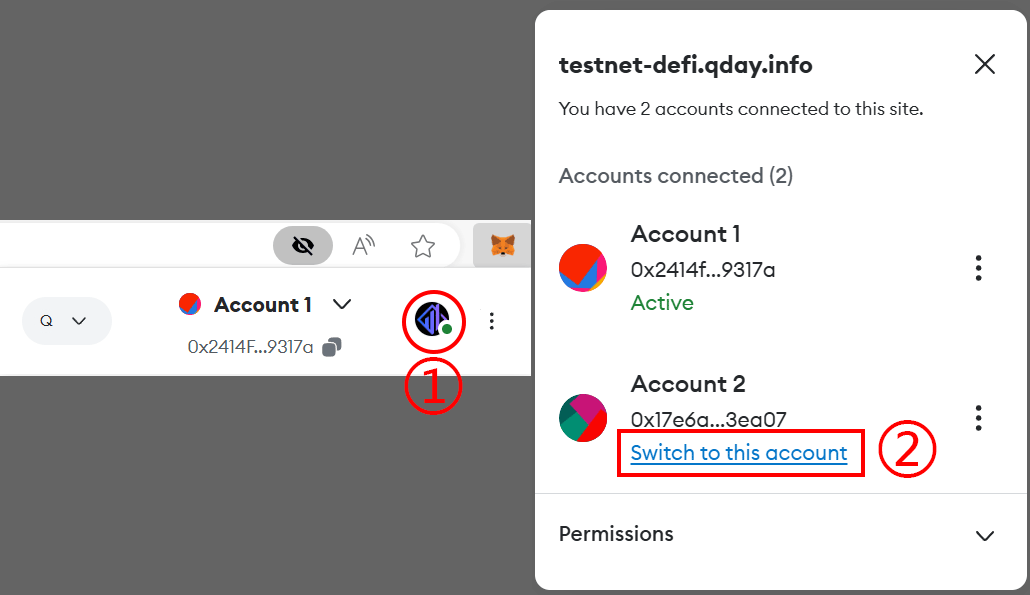 Q
Account 1
0x2414F...9317a
①
testnet-defi.qday.info
You have 2 accounts connected to this site.
Accounts connected (2)
Account 1
0x2414f...9317a
Active
Account 2
0x17e6a...3ea07
Switch to this account
②
Permissions